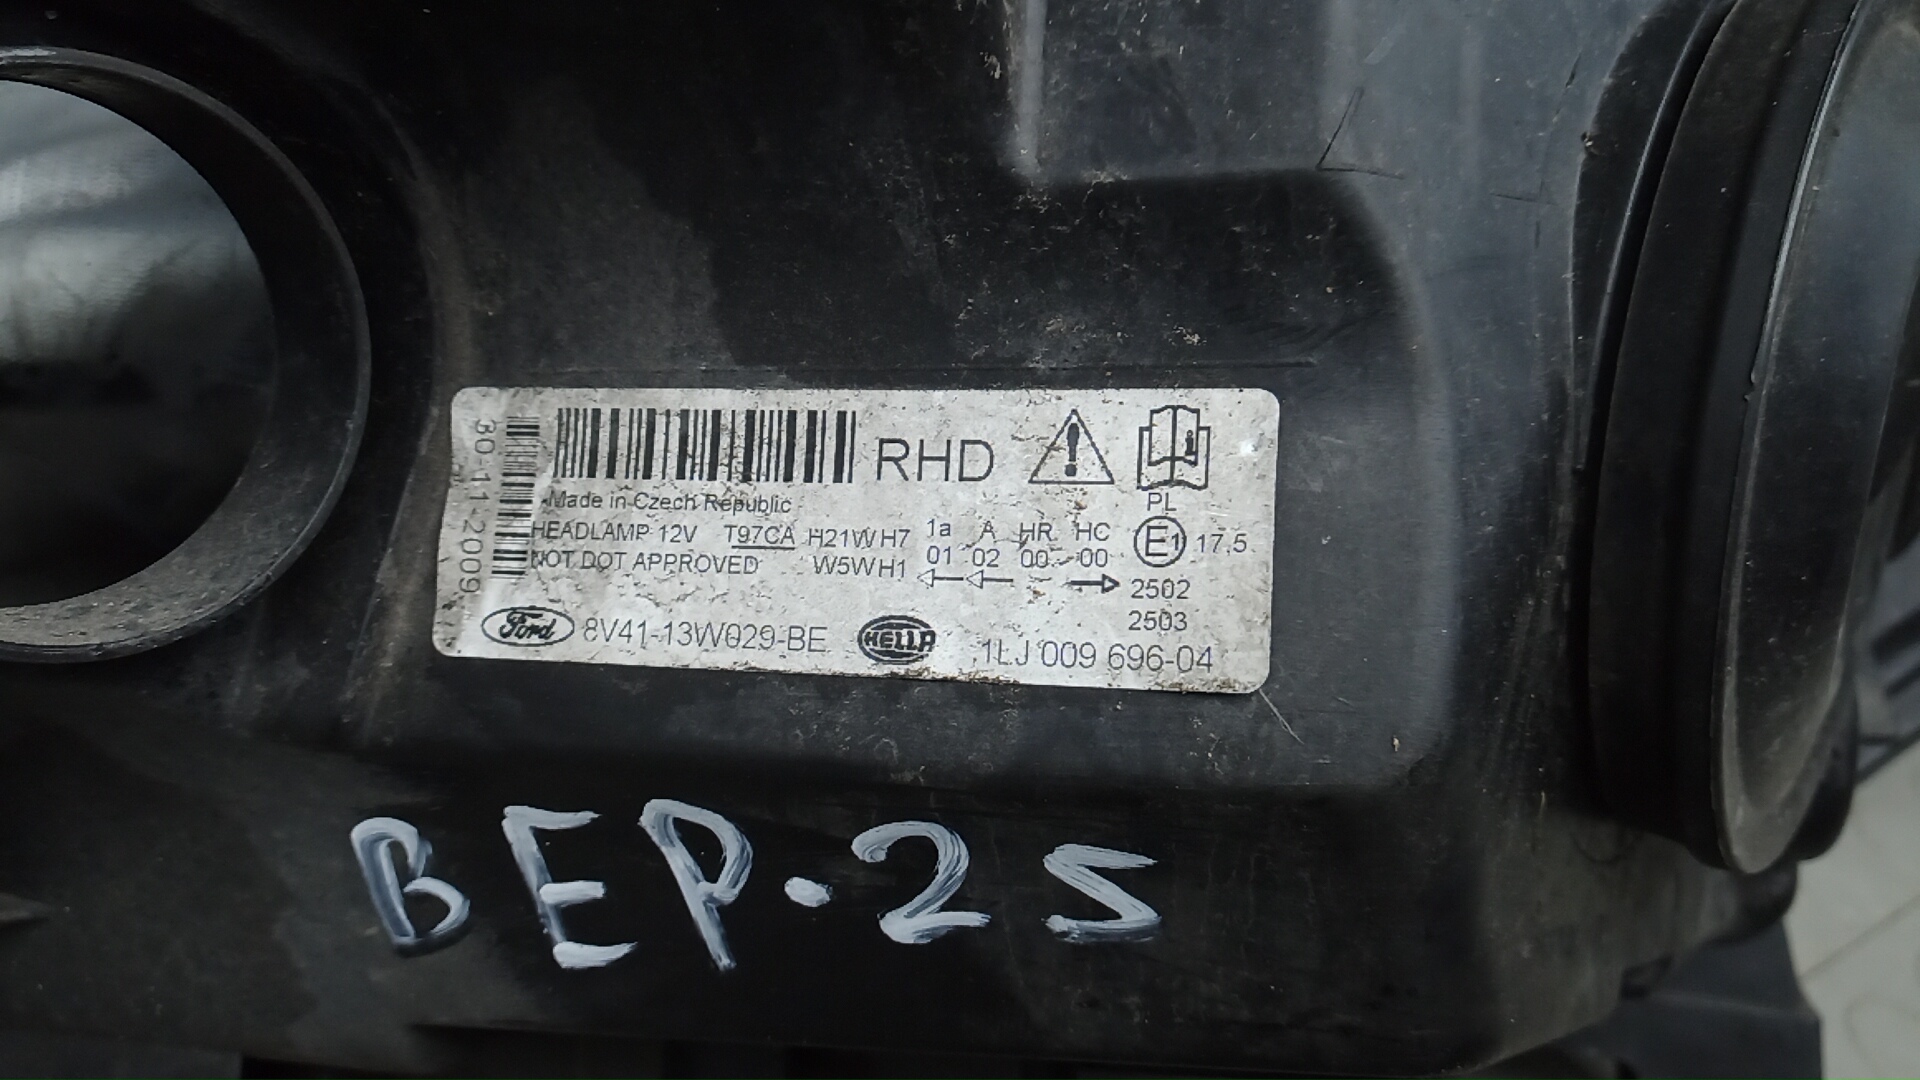 30-11-2009
RHD
Made in Czech Republic
PL
HEADLAMP 12V T97CA H21W H7 1a A HR HC
01 02 00 00 E1 17,5
NOT DOT APPROVED W5W H1
2502
2503
Ford 8V41-13W029-BE HELLA 1LJ 009 696-04
BEP.25